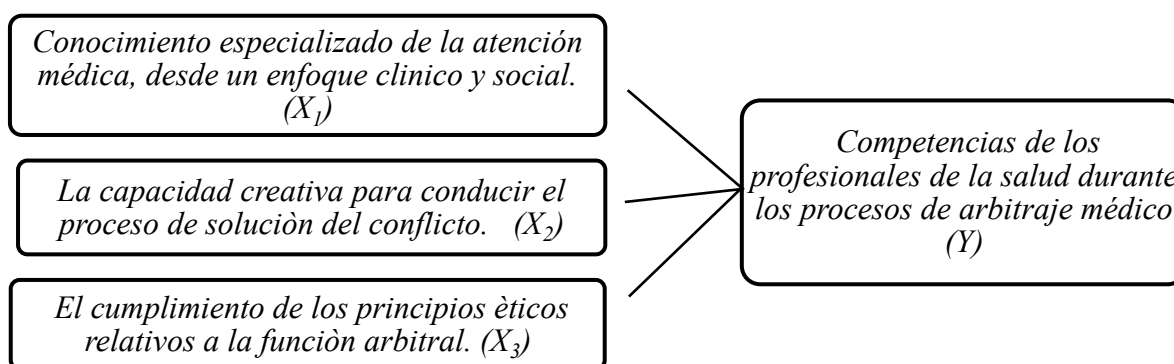 Conocimiento especializado de la atención
médica, desde un enfoque clinico y social.
(X₁)
La capacidad creativa para conducir el
proceso de soluciòn del conflicto. (X₂)
El cumplimiento de los principios èticos
relativos a la funciòn arbitral. (X₃)
Competencias de los
profesionales de la salud durante
los procesos de arbitraje médico
(Y)